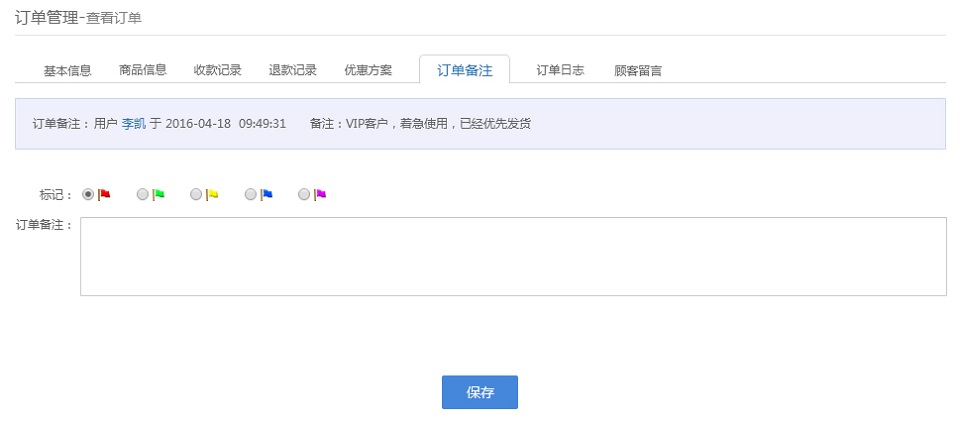 订单管理-查看订单
基本信息 商品信息 收款记录 退款记录 优惠方案 订单备注 订单日志 顾客留言
订单备注：用户 李凯 于 2016-04-18 09:49:31 备注：VIP客户，着急使用，已经优先发货
标记：
订单备注：
保存